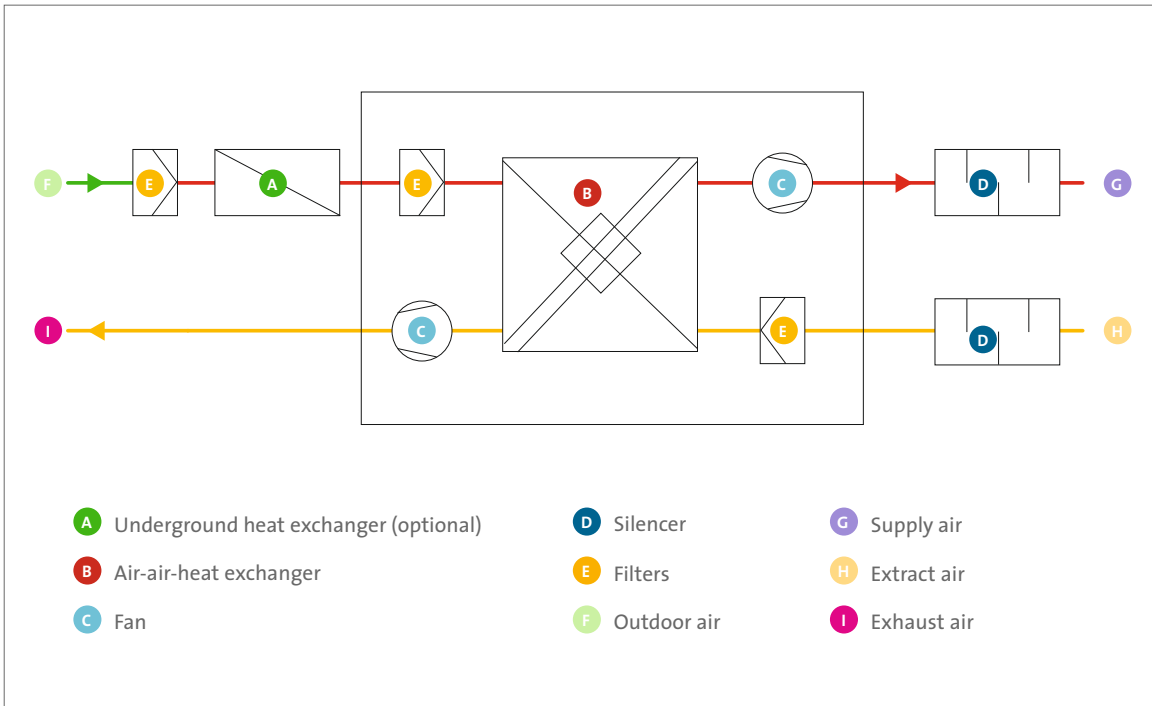 F E A E B C D G
I C E D H
A Underground heat exchanger (optional)
B Air-air-heat exchanger
C Fan
D Silencer
E Filters
F Outdoor air
G Supply air
H Extract air
I Exhaust air